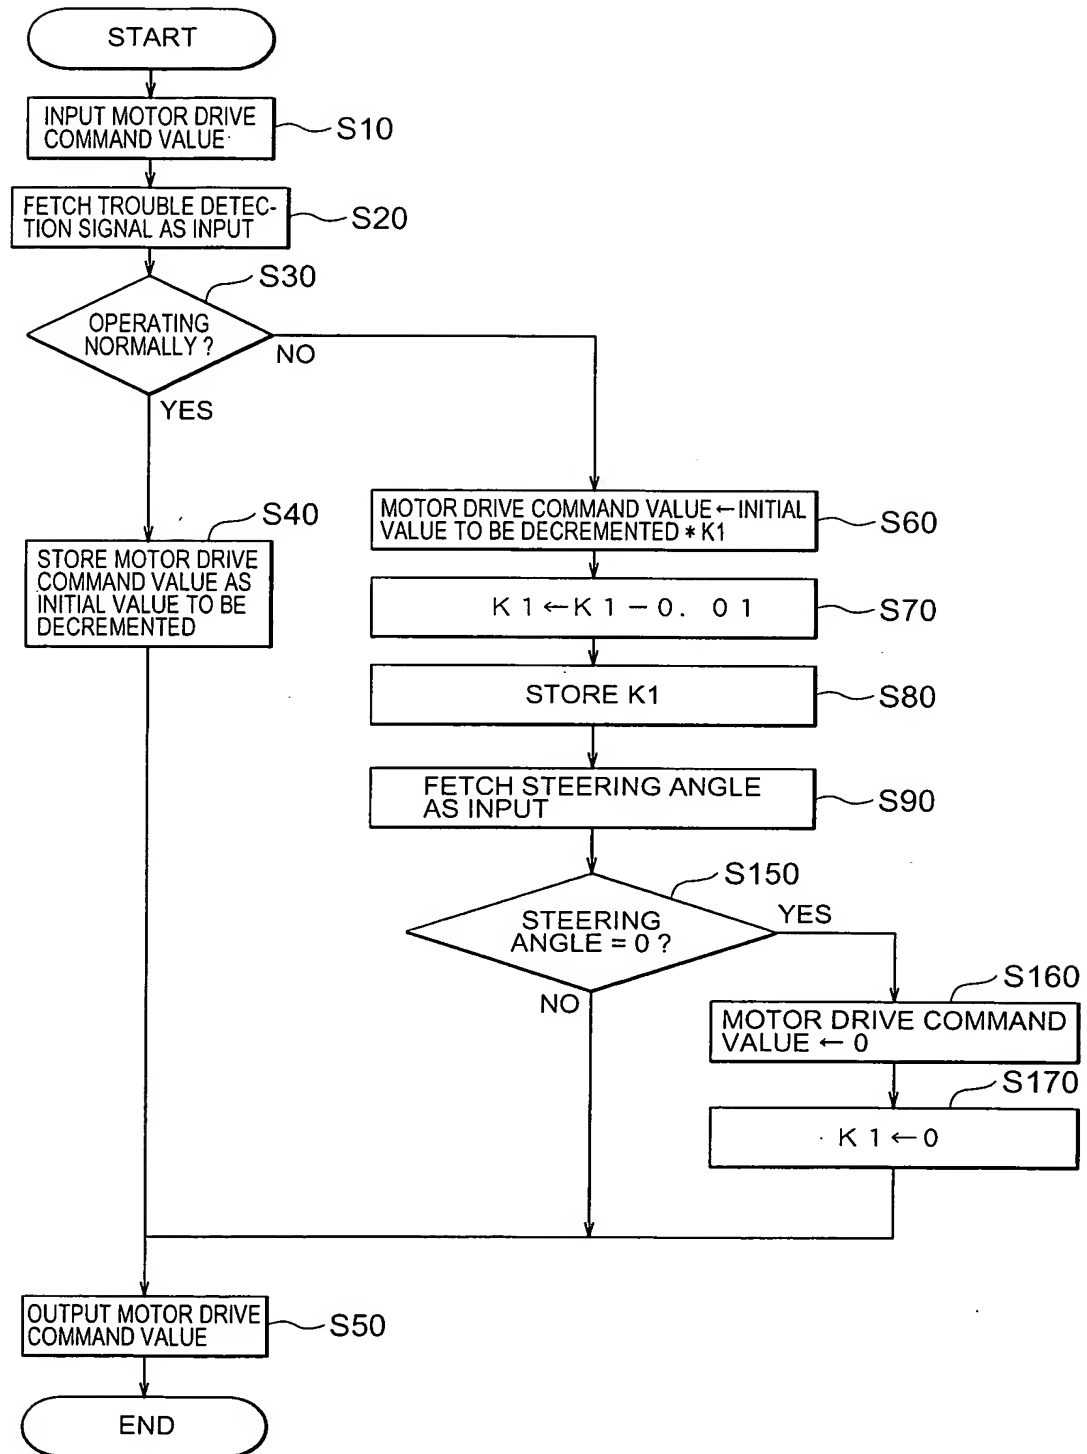 START
INPUT MOTOR DRIVE
COMMAND VALUE
S10
FETCH TROUBLE DETEC-
TION SIGNAL AS INPUT
S20
S30
OPERATING
NORMALLY ?
NO
YES
S40
STORE MOTOR DRIVE
COMMAND VALUE AS
INITIAL VALUE TO BE
DECREMENTED
MOTOR DRIVE COMMAND VALUE ← INITIAL
VALUE TO BE DECREMENTED * K1
S60
K 1 ← K 1 − 0. 0 1
S70
STORE K1
S80
FETCH STEERING ANGLE
AS INPUT
S90
S150
STEERING
ANGLE = 0 ?
YES
NO
S160
MOTOR DRIVE COMMAND
VALUE ← 0
S170
K 1 ← 0
OUTPUT MOTOR DRIVE
COMMAND VALUE
S50
END